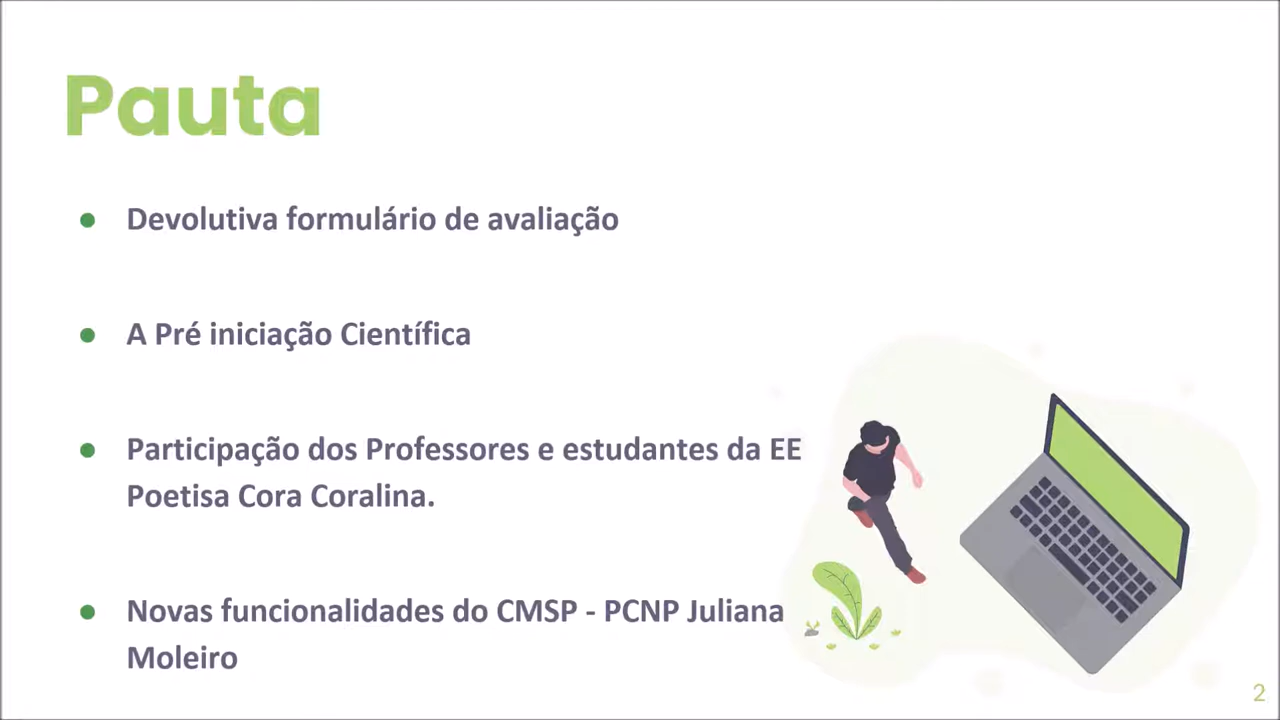 Pauta
● Devolutiva formulário de avaliação
● A Pré iniciação Científica
● Participação dos Professores e estudantes da EE
Poetisa Cora Coralina.
● Novas funcionalidades do CMSP - PCNP Juliana
Moleiro
2